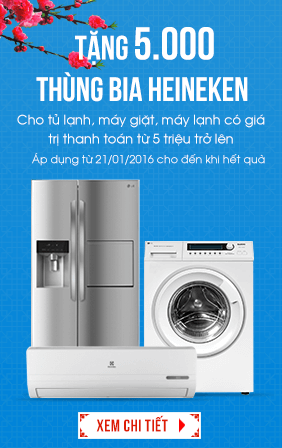 TẶNG 5.000
THÙNG BIA HEINEKEN
Cho tủ lạnh, máy giặt, máy lạnh có giá
trị thanh toán từ 5 triệu trở lên
Áp dụng từ 21/01/2016 cho đến khi hết quà
LG
XEM CHI TIẾT